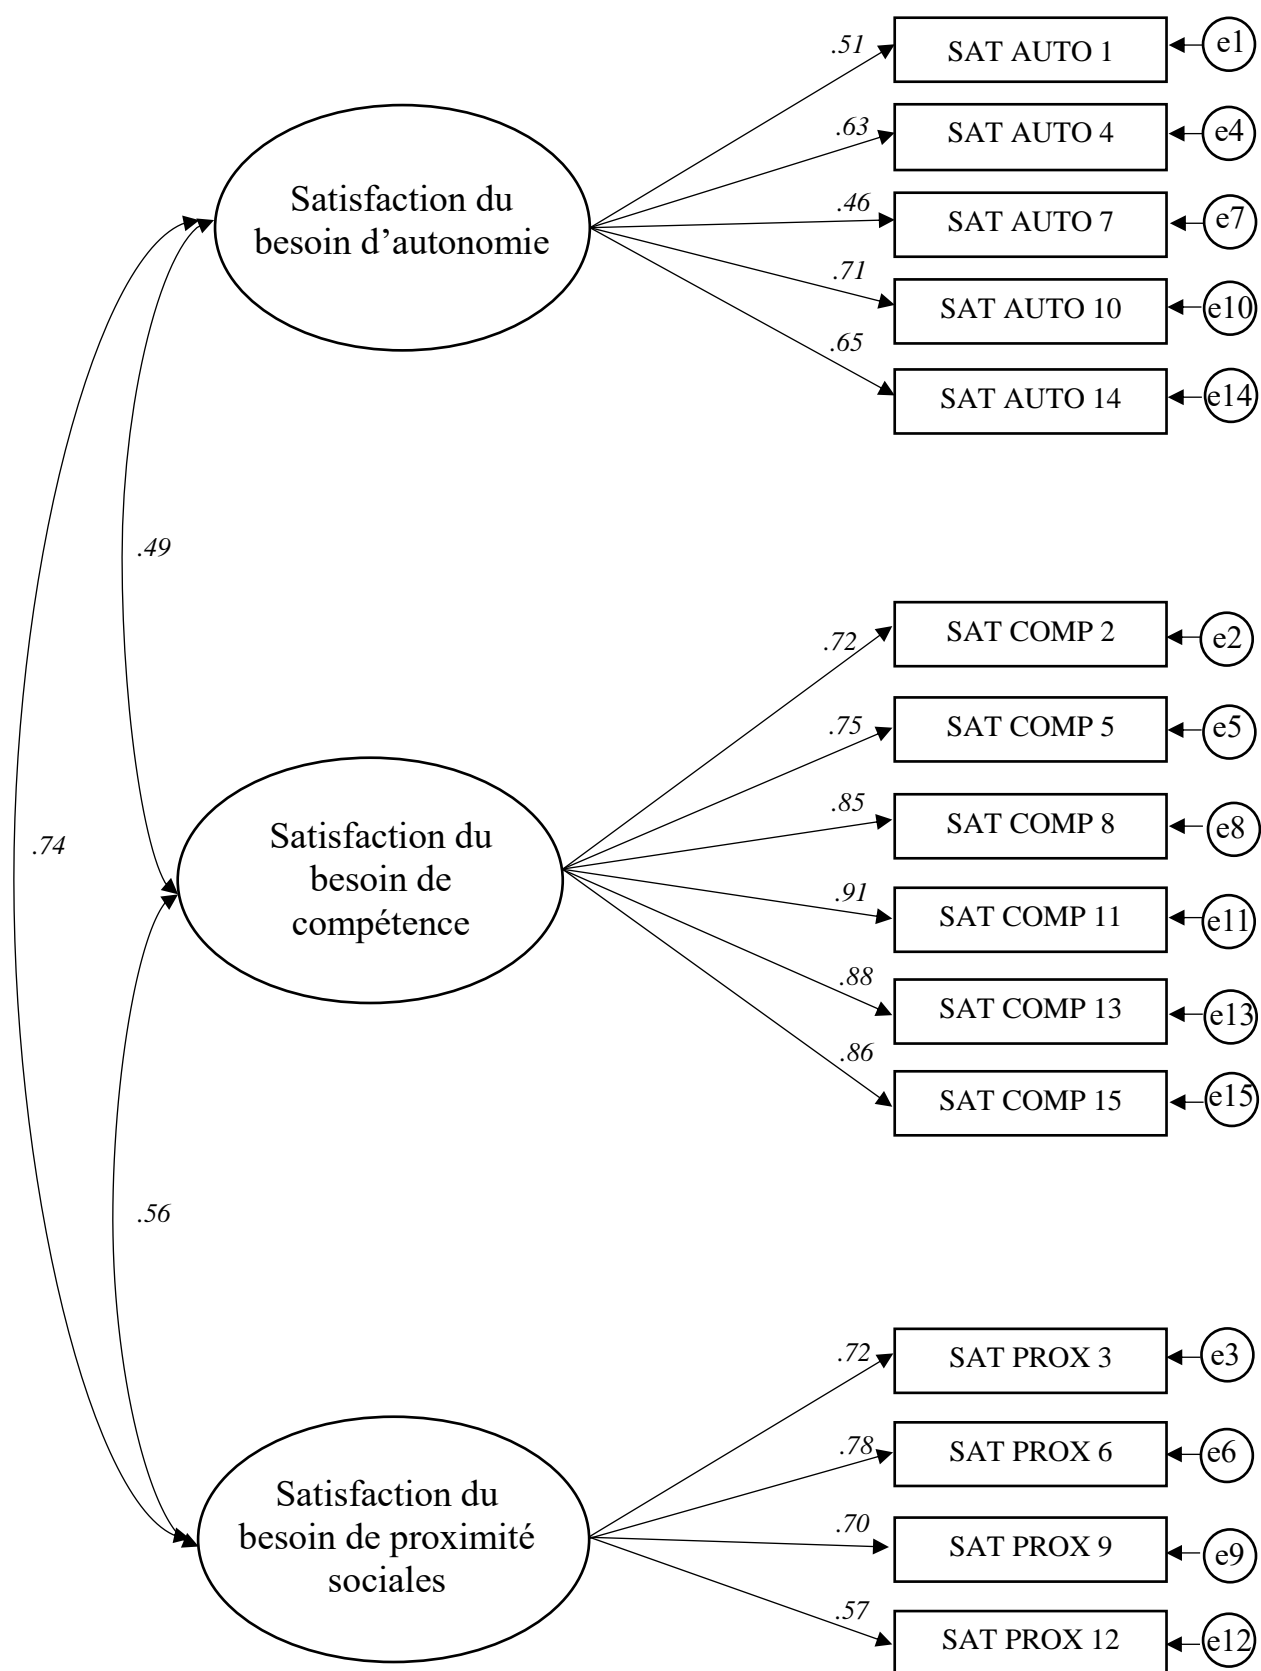 .51
SAT AUTO 1
e1
.63
SAT AUTO 4
e4
Satisfaction du
besoin d’autonomie
.46
SAT AUTO 7
e7
.71
SAT AUTO 10
e10
.65
SAT AUTO 14
e14
.49
.72
SAT COMP 2
e2
.75
SAT COMP 5
e5
.74
Satisfaction du
besoin de
compétence
.85
SAT COMP 8
e8
.91
SAT COMP 11
e11
.88
SAT COMP 13
e13
.86
SAT COMP 15
e15
.56
.72
SAT PROX 3
e3
.78
SAT PROX 6
e6
Satisfaction du
besoin de proximité
sociales
.70
SAT PROX 9
e9
.57
SAT PROX 12
e12